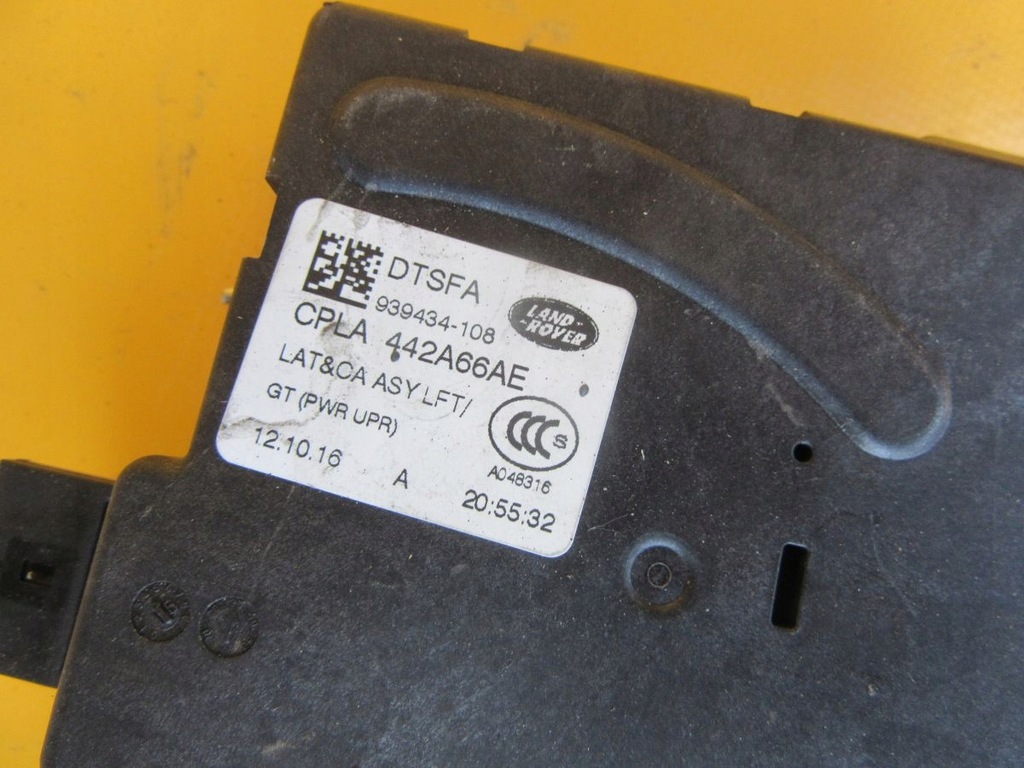 DTSFA
939434-108
LAND-
-ROVER
CPLA 442A66AE
LAT&CA ASY LFT/
GT (PWR UPR)
CCC S
A048316
12.10.16 A 20:55:32